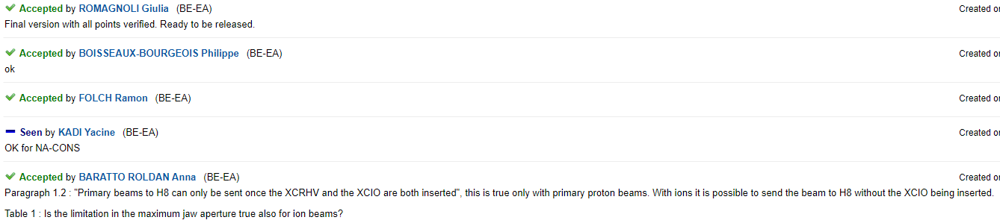 Accepted by ROMAGNOLI Giulia (BE-EA) Created o
Final version with all points verified. Ready to be released.
Accepted by BOISSEAUX-BOURGEOIS Philippe (BE-EA) Created o
ok
Accepted by FOLCH Ramon (BE-EA) Created o
Seen by KADI Yacine (BE-EA) Created o
OK for NA-CONS
Accepted by BARATTO ROLDAN Anna (BE-EA) Created o
Paragraph 1.2 : "Primary beams to H8 can only be sent once the XCRHV and the XCIO are both inserted", this is true only with primary proton beams. With ions it is possible to send the beam to H8 without the XCIO being inserted.
Table 1 : Is the limitation in the maximum jaw aperture true also for ion beams?